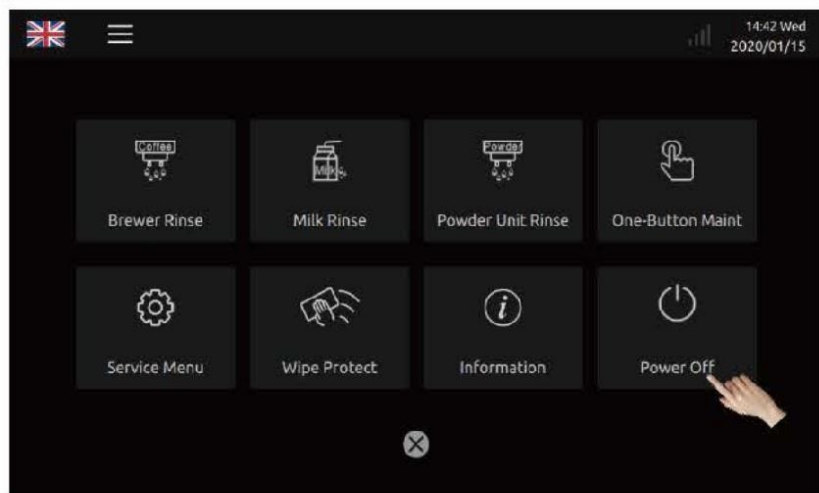 14:42 Wed
2020/01/15
Coffee
Milk
Powder
Brewer Rinse
Milk Rinse
Powder Unit Rinse
One-Button Maint
i
Service Menu
Wipe Protect
Information
Power Off